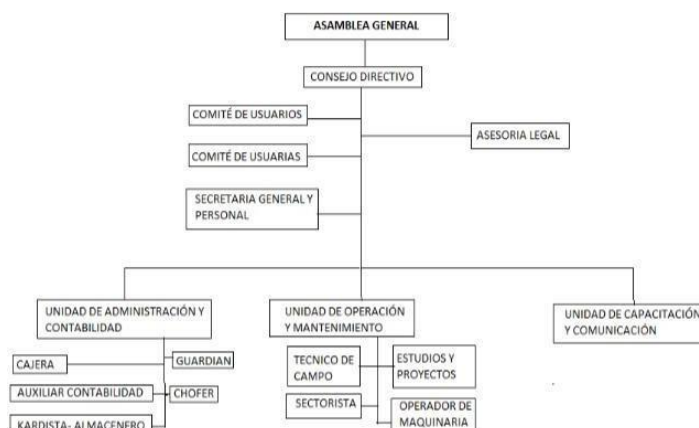 ASAMBLEA GENERAL
CONSEJO DIRECTIVO
COMITÉ DE USUARIOS
ASESORIA LEGAL
COMITÉ DE USUARIAS
SECRETARIA GENERAL Y
PERSONAL
UNIDAD DE ADMINISTRACIÓN Y
CONTABILIDAD
UNIDAD DE OPERACIÓN
Y MANTENIMIENTO
UNIDAD DE CAPACITACIÓN
Y COMUNICACIÓN
CAJERA
GUARDIAN
AUXILIAR CONTABILIDAD
CHOFER
KARDISTA- ALMACENERO
TECNICO DE
CAMPO
ESTUDIOS Y
PROYECTOS
SECTORISTA
OPERADOR DE
MAQUINARIA